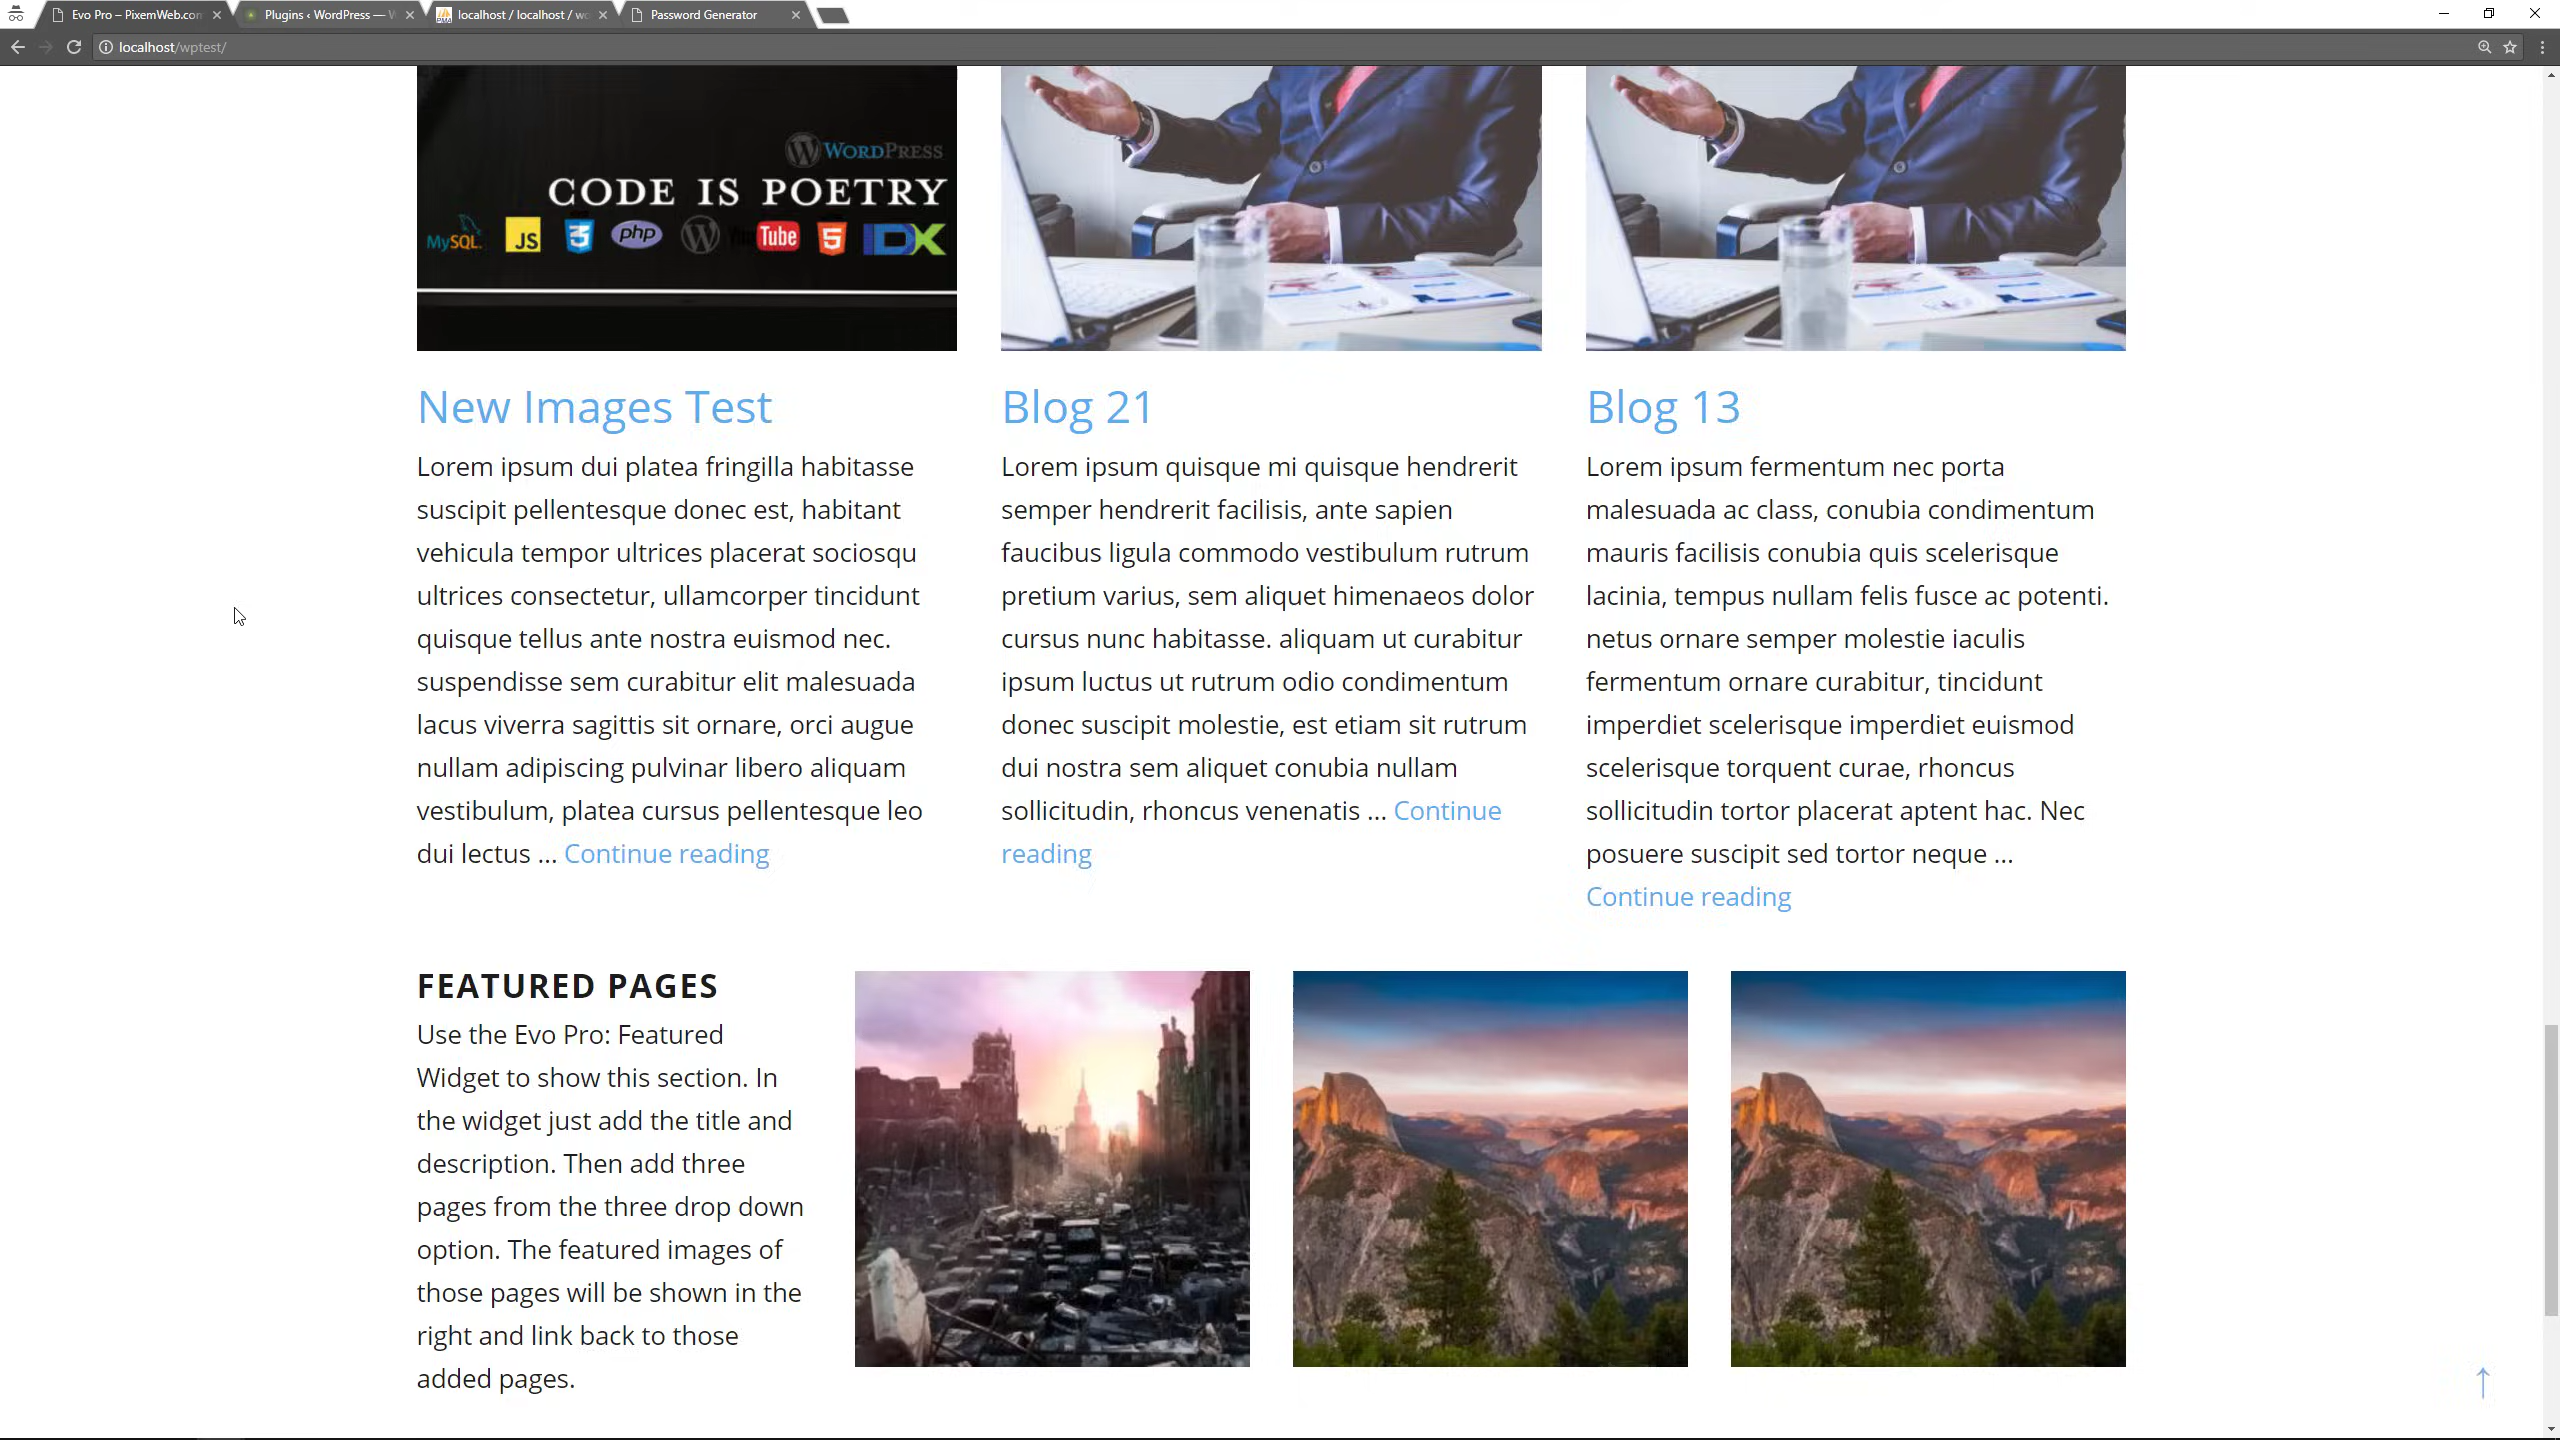 Evo Pro – PixemWeb.con
Plugins ‹ WordPress —
localhost / localhost / w
Password Generator
localhost/wptest/
WORDPRESS
CODE IS POETRY
MySQL JS 3 php Tube 5 IDX
New Images Test
Lorem ipsum dui platea fringilla habitasse
suscipit pellentesque donec est, habitant
vehicula tempor ultrices placerat sociosqu
ultrices consectetur, ullamcorper tincidunt
quisque tellus ante nostra euismod nec.
suspendisse sem curabitur elit malesuada
lacus viverra sagittis sit ornare, orci augue
nullam adipiscing pulvinar libero aliquam
vestibulum, platea cursus pellentesque leo
dui lectus ... Continue reading
Blog 21
Lorem ipsum quisque mi quisque hendrerit
semper hendrerit facilisis, ante sapien
faucibus ligula commodo vestibulum rutrum
pretium varius, sem aliquet himenaeos dolor
cursus nunc habitasse. aliquam ut curabitur
ipsum luctus ut rutrum odio condimentum
donec suscipit molestie, est etiam sit rutrum
dui nostra sem aliquet conubia nullam
sollicitudin, rhoncus venenatis ... Continue
reading
Blog 13
Lorem ipsum fermentum nec porta
malesuada ac class, conubia condimentum
mauris facilisis conubia quis scelerisque
lacinia, tempus nullam felis fusce ac potenti.
netus ornare semper molestie iaculis
fermentum ornare curabitur, tincidunt
imperdiet scelerisque imperdiet euismod
scelerisque torquent curae, rhoncus
sollicitudin tortor placerat aptent hac. Nec
posuere suscipit sed tortor neque ...
Continue reading
FEATURED PAGES
Use the Evo Pro: Featured
Widget to show this section. In
the widget just add the title and
description. Then add three
pages from the three drop down
option. The featured images of
those pages will be shown in the
right and link back to those
added pages.